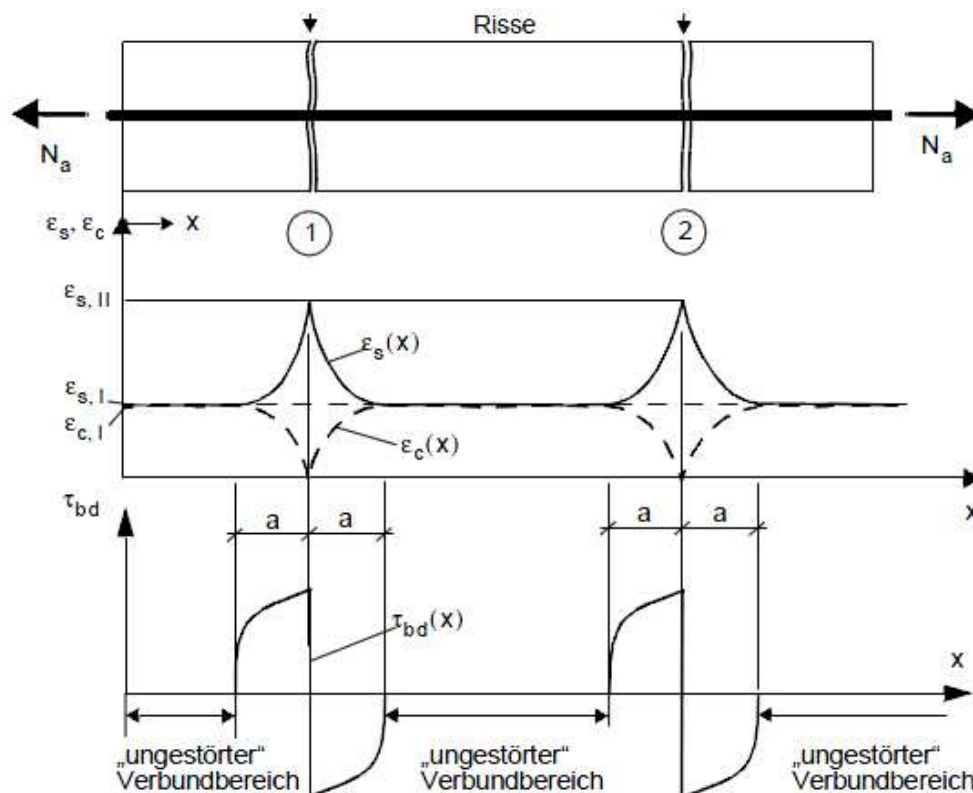 Risse
N_a
N_a
ε_s, ε_c
x
1
2
ε_s, II
ε_s(x)
ε_s, I
ε_c, I
ε_c(x)
x
τ_bd
a
a
a
a
τ_bd(x)
x
„ungestörter“
Verbundbereich
„ungestörter“
Verbundbereich
„ungestörter“
Verbundbereich